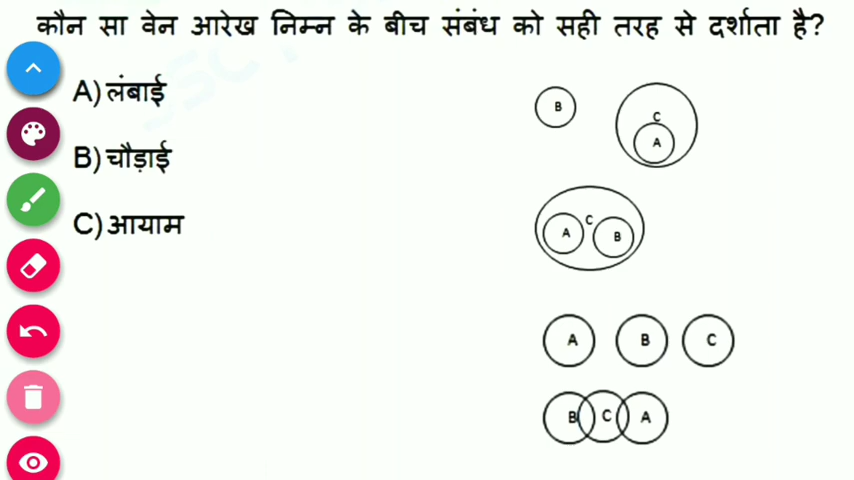 कौन सा वेन आरेख निम्न के बीच संबंध को सही तरह से दर्शाता है?
A) लंबाई
B) चौड़ाई
C) आयाम
B
C
A
C
A
B
A B C
B C A